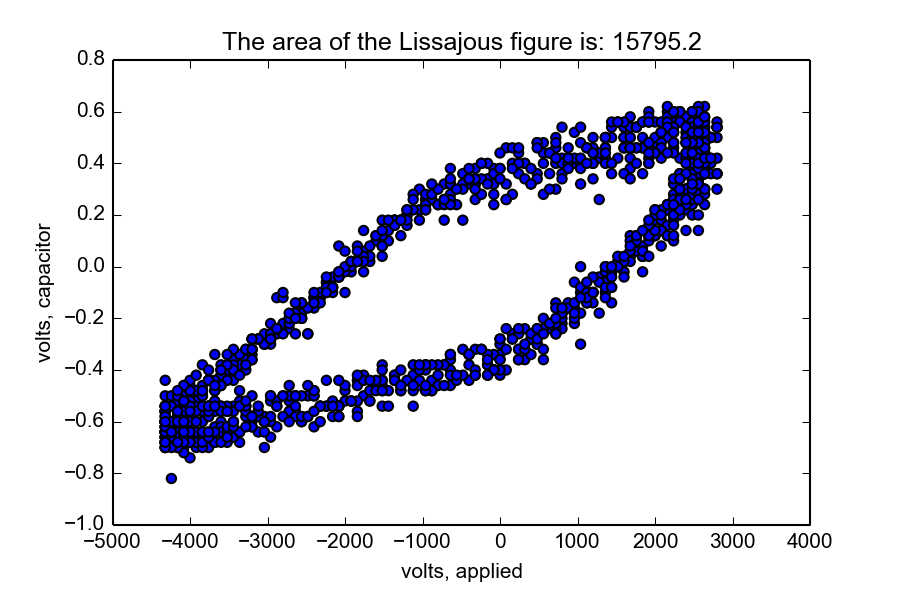 The area of the Lissajous figure is: 15795.2
0.8
0.6
0.4
0.2
0.0
−0.2
−0.4
−0.6
−0.8
−1.0
volts, capacitor
−5000 −4000 −3000 −2000 −1000 0 1000 2000 3000 4000
volts, applied